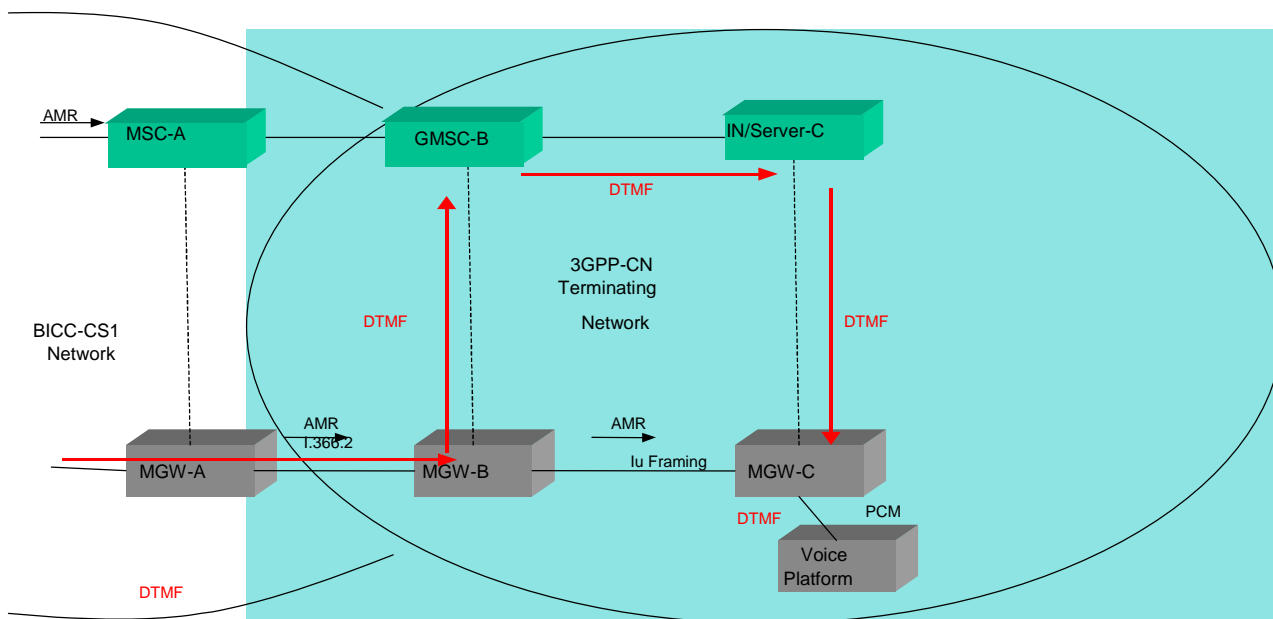 AMR
MSC-A
GMSC-B
IN/Server-C
DTMF
3GPP-CN
Terminating
Network
BICC-CS1
Network
DTMF
DTMF
AMR
I.366.2
AMR
Iu Framing
MGW-A
MGW-B
MGW-C
DTMF
PCM
Voice
Platform
DTMF